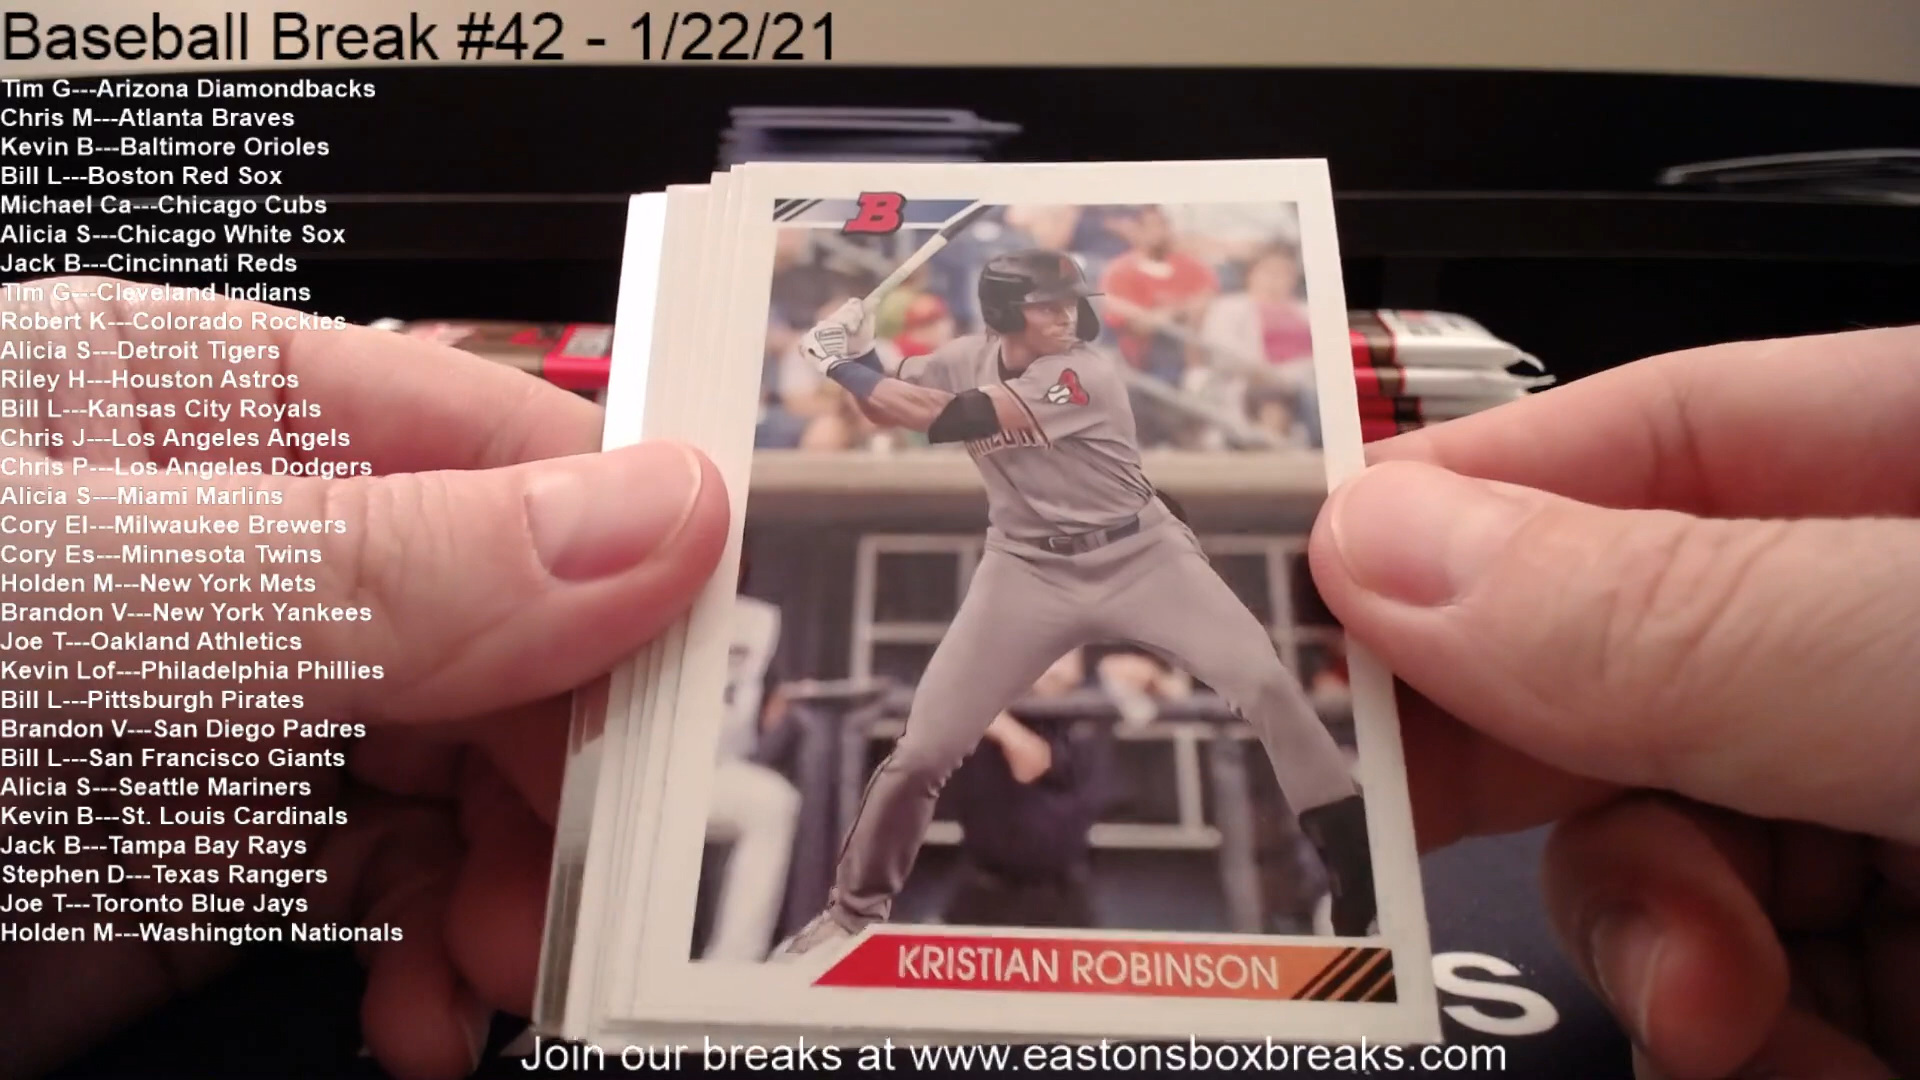 Baseball Break #42 - 1/22/21
Tim G---Arizona Diamondbacks
Chris M---Atlanta Braves
Kevin B---Baltimore Orioles
Bill L---Boston Red Sox
Michael Ca---Chicago Cubs
Alicia S---Chicago White Sox
Jack B---Cincinnati Reds
Tim G---Cleveland Indians
Robert K---Colorado Rockies
Alicia S---Detroit Tigers
Riley H---Houston Astros
Bill L---Kansas City Royals
Chris J---Los Angeles Angels
Chris P---Los Angeles Dodgers
Alicia S---Miami Marlins
Cory El---Milwaukee Brewers
Cory Es---Minnesota Twins
Holden M---New York Mets
Brandon V---New York Yankees
Joe T---Oakland Athletics
Kevin Lof---Philadelphia Phillies
Bill L---Pittsburgh Pirates
Brandon V---San Diego Padres
Bill L---San Francisco Giants
Alicia S---Seattle Mariners
Kevin B---St. Louis Cardinals
Jack B---Tampa Bay Rays
Stephen D---Texas Rangers
Joe T---Toronto Blue Jays
Holden M---Washington Nationals
B
KRISTIAN ROBINSON
S
Join our breaks at www.eastonsboxbreaks.com